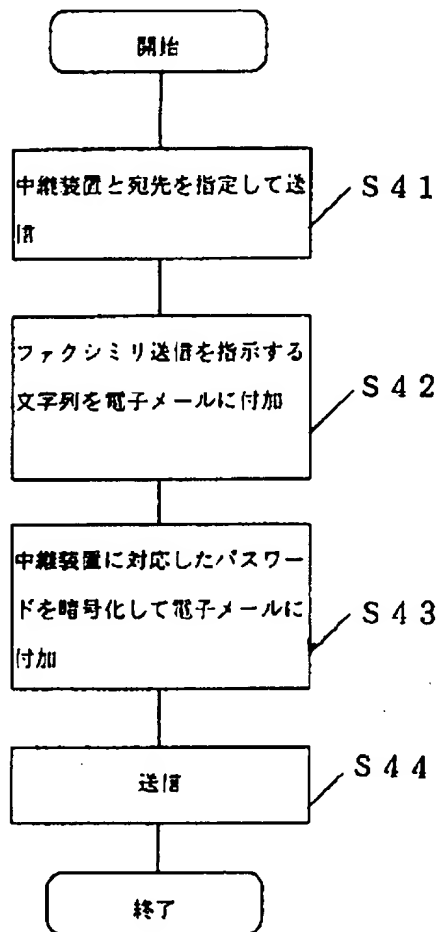 開始
中継装置と宛先を指定して送
信
S41
ファクシミリ送信を指示する
文字列を電子メールに付加
S42
中継装置に対応したパスワー
ドを暗号化して電子メールに
付加
S43
送信
S44
終了